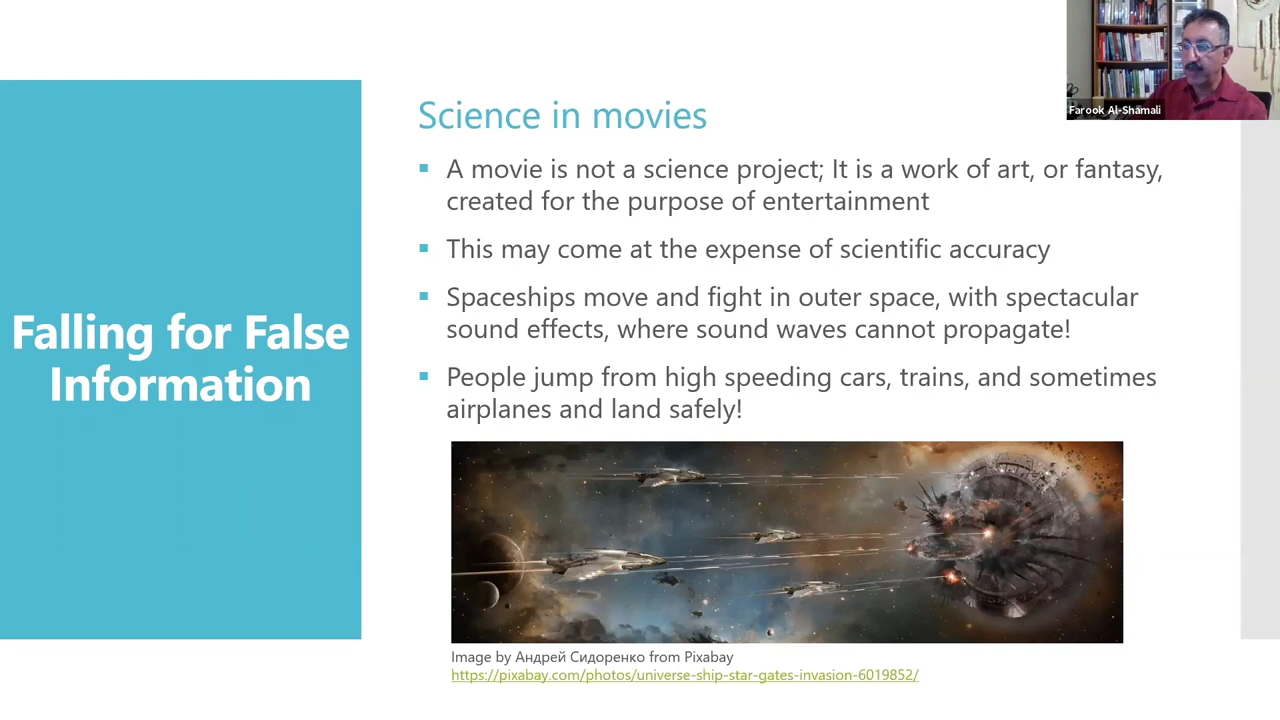 Farook Al-Shamali
Falling for False
Information
Science in movies
▪ A movie is not a science project; It is a work of art, or fantasy,
created for the purpose of entertainment
▪ This may come at the expense of scientific accuracy
▪ Spaceships move and fight in outer space, with spectacular
sound effects, where sound waves cannot propagate!
▪ People jump from high speeding cars, trains, and sometimes
airplanes and land safely!
Image by Андрей Сидоренко from Pixabay
https://pixabay.com/photos/universe-ship-star-gates-invasion-6019852/